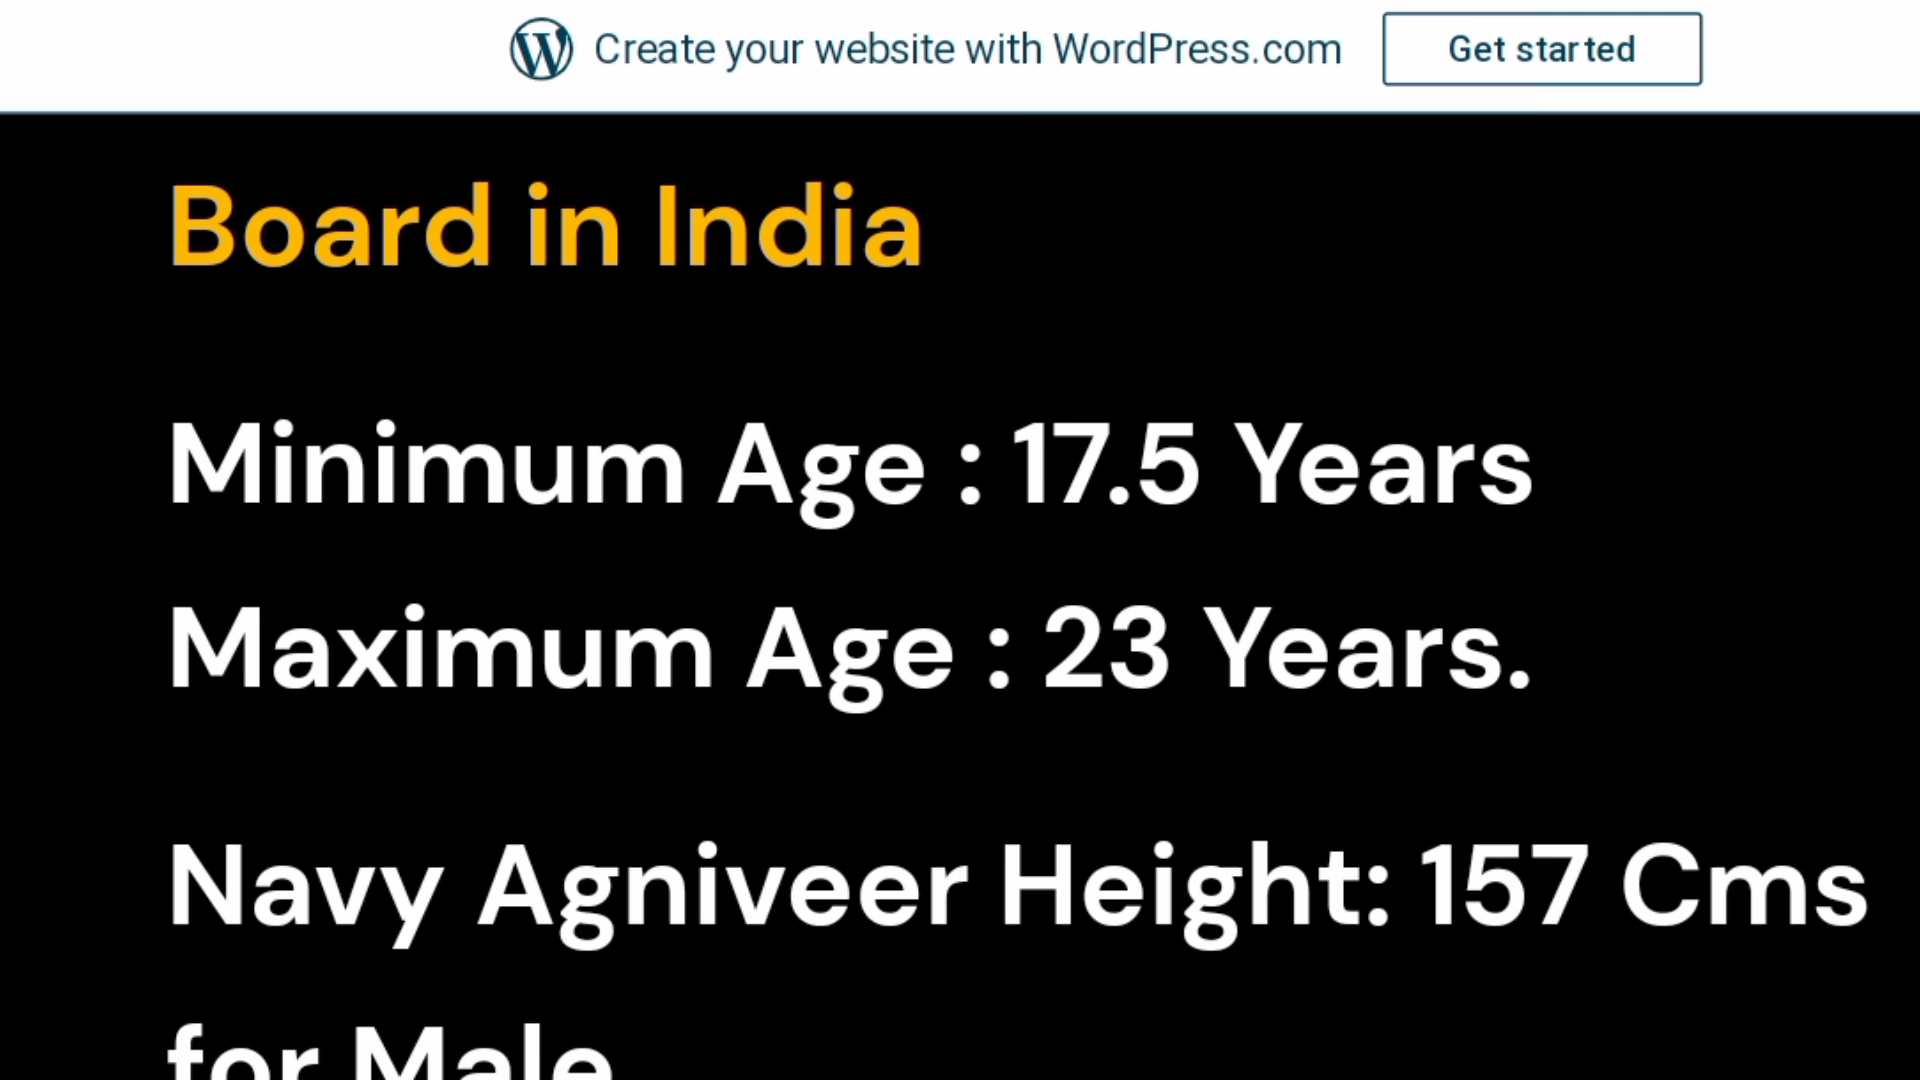 Create your website with WordPress.com
Get started
Board in India
Minimum Age : 17.5 Years
Maximum Age : 23 Years.
Navy Agniveer Height: 157 Cms
for Male